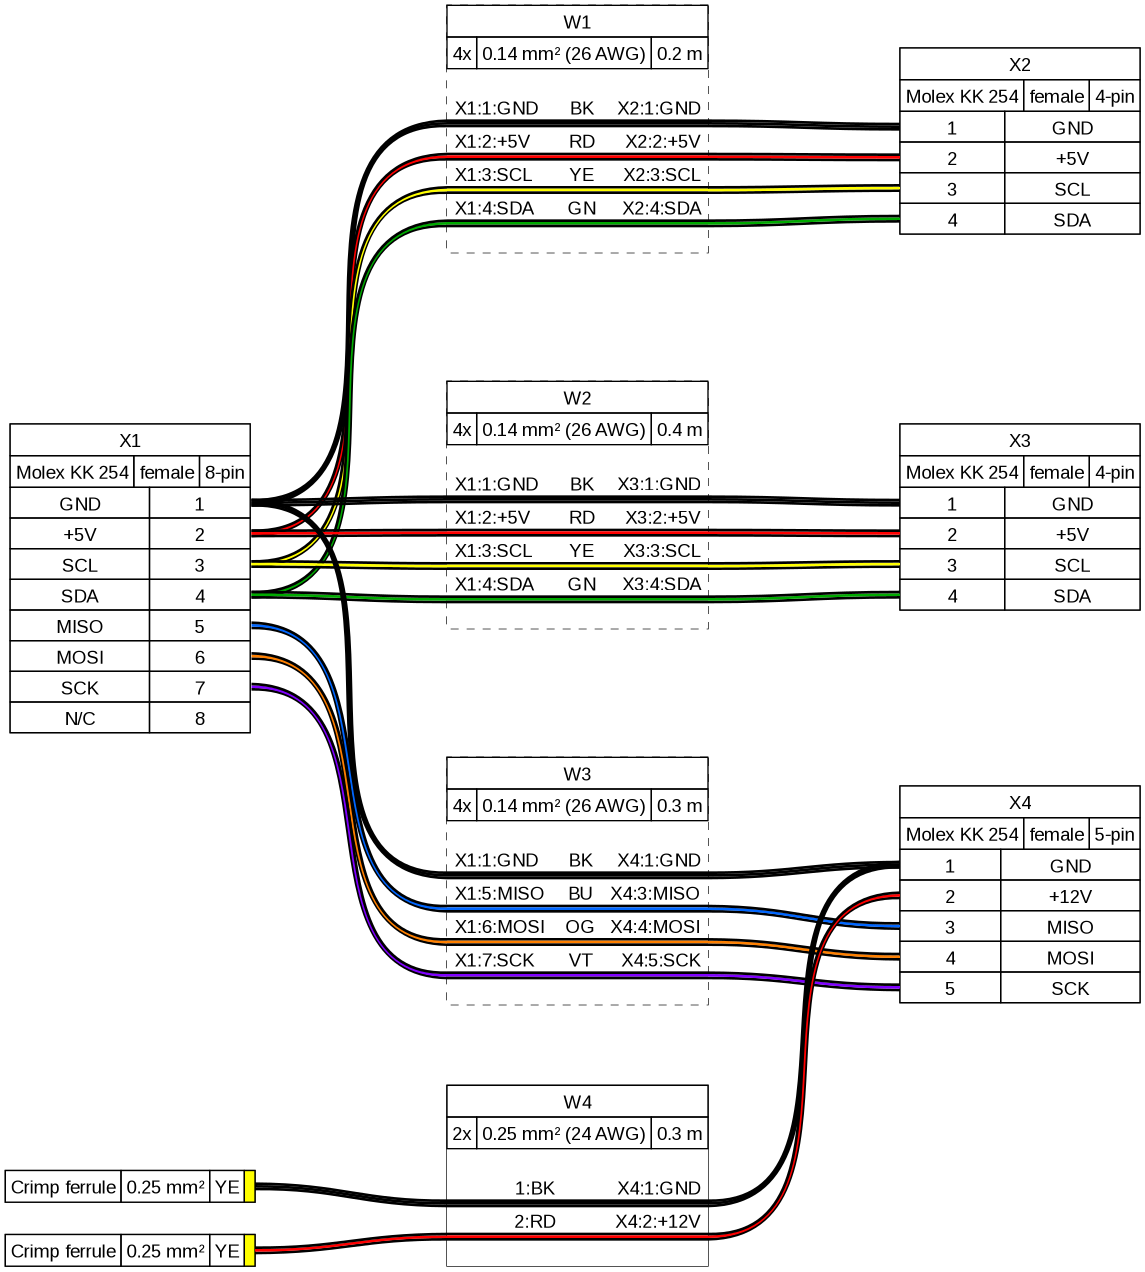 W1
4x 0.14 mm² (26 AWG) 0.2 m
X1:1:GND BK X2:1:GND
X1:2:+5V RD X2:2:+5V
X1:3:SCL YE X2:3:SCL
X1:4:SDA GN X2:4:SDA
X2
Molex KK 254 female 4-pin
1 GND
2 +5V
3 SCL
4 SDA
X1
Molex KK 254 female 8-pin
GND 1
+5V 2
SCL 3
SDA 4
MISO 5
MOSI 6
SCK 7
N/C 8
W2
4x 0.14 mm² (26 AWG) 0.4 m
X1:1:GND BK X3:1:GND
X1:2:+5V RD X3:2:+5V
X1:3:SCL YE X3:3:SCL
X1:4:SDA GN X3:4:SDA
X3
Molex KK 254 female 4-pin
1 GND
2 +5V
3 SCL
4 SDA
W3
4x 0.14 mm² (26 AWG) 0.3 m
X1:1:GND BK X4:1:GND
X1:5:MISO BU X4:3:MISO
X1:6:MOSI OG X4:4:MOSI
X1:7:SCK VT X4:5:SCK
X4
Molex KK 254 female 5-pin
1 GND
2 +12V
3 MISO
4 MOSI
5 SCK
W4
2x 0.25 mm² (24 AWG) 0.3 m
1:BK X4:1:GND
2:RD X4:2:+12V
Crimp ferrule 0.25 mm² YE
Crimp ferrule 0.25 mm² YE